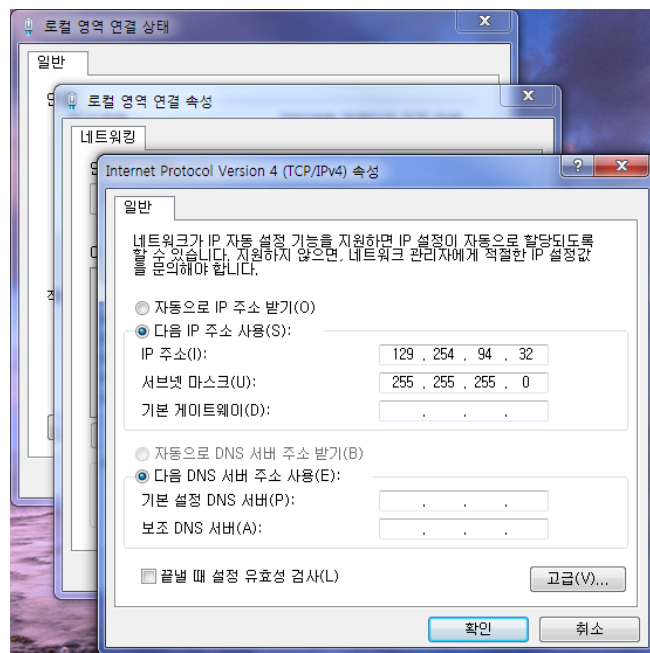 로컬 영역 연결 상태
일반
로컬 영역 연결 속성
네트워킹
Internet Protocol Version 4 (TCP/IPv4) 속성
일반
네트워크가 IP 자동 설정 기능을 지원하면 IP 설정이 자동으로 할당되도록
할 수 있습니다. 지원하지 않으면, 네트워크 관리자에게 적절한 IP 설정값
을 문의해야 합니다.
자동으로 IP 주소 받기(O)
다음 IP 주소 사용(S):
IP 주소(I): 129 . 254 . 94 . 32
서브넷 마스크(U): 255 . 255 . 255 . 0
기본 게이트웨이(D): . . .
자동으로 DNS 서버 주소 받기(B)
다음 DNS 서버 주소 사용(E):
기본 설정 DNS 서버(P): . . .
보조 DNS 서버(A): . . .
끝낼 때 설정 유효성 검사(L)
고급(V)...
확인 취소